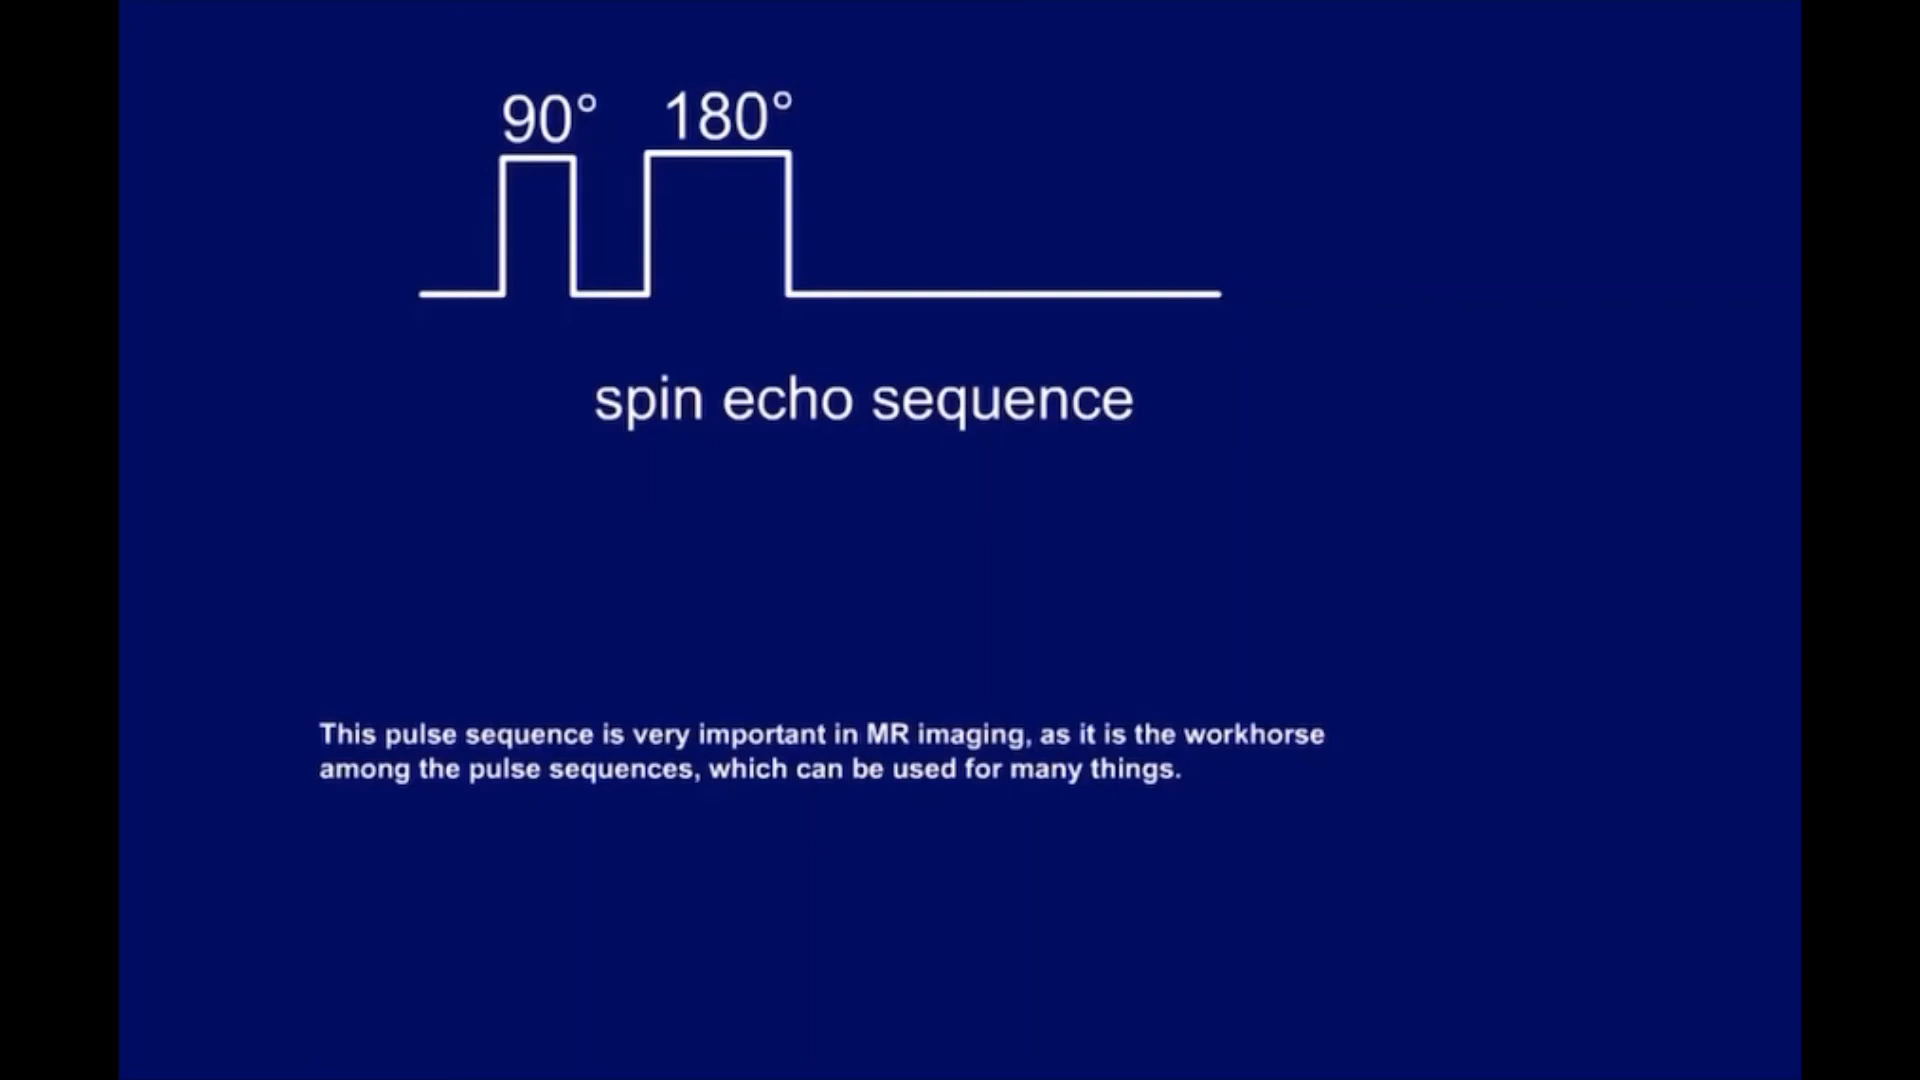 90° 180°
spin echo sequence
This pulse sequence is very important in MR imaging, as it is the workhorse
among the pulse sequences, which can be used for many things.